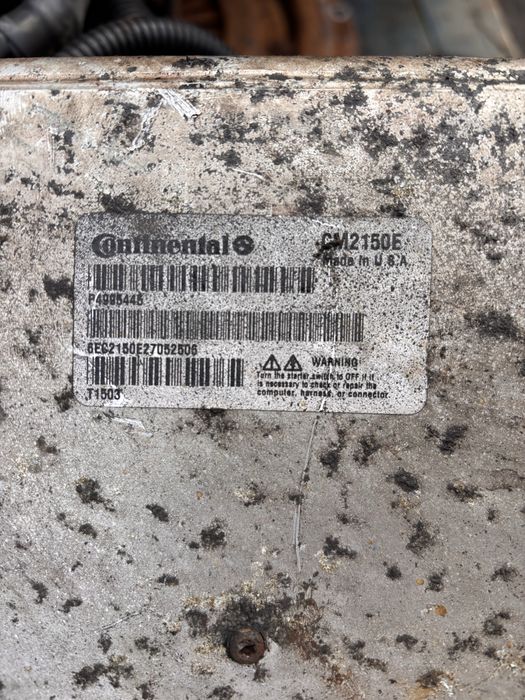 Continental
CM2150E
Made in U S A
P4995445
6EC2150E27052506
T1503
WARNING
Turn the starter switch to OFF if it
is necessary to check or repair the
computer, harness, or connector.